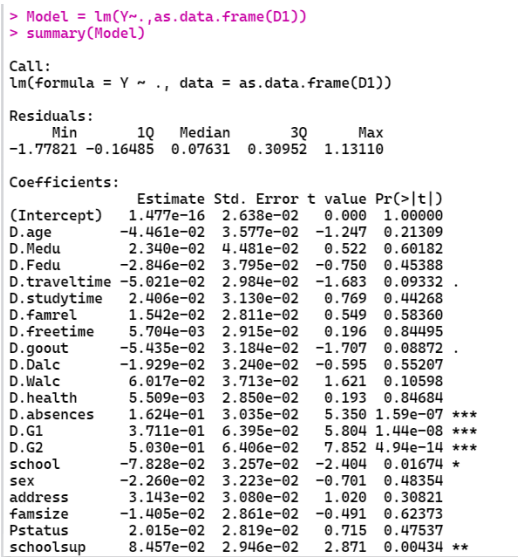 > Model = lm(Y~.,as.data.frame(D1))
> summary(Model)
Call:
lm(formula = Y ~ ., data = as.data.frame(D1))
Residuals:
Min 1Q Median 3Q Max
-1.77821 -0.16485 0.07631 0.30952 1.13110
Coefficients:
Estimate Std. Error t value Pr(>|t|)
(Intercept) 1.477e-16 2.638e-02 0.000 1.00000
D.age -4.461e-02 3.577e-02 -1.247 0.21309
D.Medu 2.340e-02 4.481e-02 0.522 0.60182
D.Fedu -2.846e-02 3.795e-02 -0.750 0.45388
D.traveltime -5.021e-02 2.984e-02 -1.683 0.09332 .
D.studytime 2.406e-02 3.130e-02 0.769 0.44268
D.famrel 1.542e-02 2.811e-02 0.549 0.58360
D.freetime 5.704e-03 2.915e-02 0.196 0.84495
D.goout -5.435e-02 3.184e-02 -1.707 0.08872 .
D.Dalc -1.929e-02 3.240e-02 -0.595 0.55207
D.Walc 6.017e-02 3.713e-02 1.621 0.10598
D.health 5.509e-03 2.850e-02 0.193 0.84684
D.absences 1.624e-01 3.035e-02 5.350 1.59e-07 ***
D.G1 3.711e-01 6.395e-02 5.804 1.44e-08 ***
D.G2 5.030e-01 6.406e-02 7.852 4.94e-14 ***
school -7.828e-02 3.257e-02 -2.404 0.01674 *
sex -2.260e-02 3.223e-02 -0.701 0.48354
address 3.143e-02 3.080e-02 1.020 0.30821
famsize -1.405e-02 2.861e-02 -0.491 0.62373
Pstatus 2.015e-02 2.819e-02 0.715 0.47537
schoolsup 8.457e-02 2.946e-02 2.871 0.00434 **